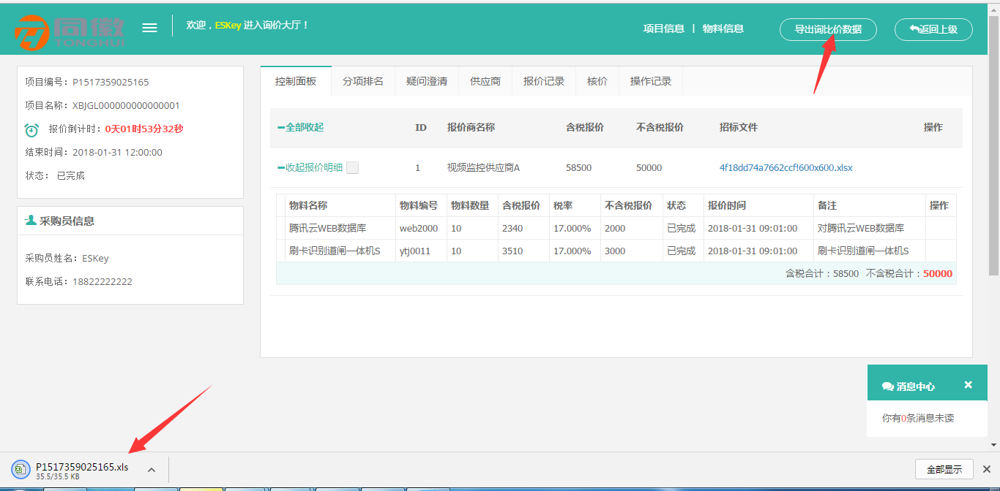 同徽
TONGHUI
欢迎，ESKey 进入询价大厅！
项目信息 | 物料信息
导出询比价数据
返回上级
项目编号：P1517359025165
项目名称：XBJGL000000000000001
报价倒计时：0天01时53分32秒
结束时间：2018-01-31 12:00:00
状态： 已完成
采购员信息
采购员姓名：ESKey
联系电话：18822222222
控制面板 分项排名 疑问澄清 供应商 报价记录 核价 操作记录
全部收起 ID 报价商名称 含税报价 不含税报价 招标文件 操作
收起报价明细 1 视频监控供应商A 58500 50000 4f18dd74a7662ccf!600x600.xlsx
物料名称 物料编号 物料数量 含税报价 税率 不含税报价 状态 报价时间 备注 操作
腾讯云WEB数据库 web2000 10 2340 17.000% 2000 已完成 2018-01-31 09:01:00 对腾讯云WEB数据库
刷卡识别道闸一体机S ytj0011 10 3510 17.000% 3000 已完成 2018-01-31 09:01:00 刷卡识别道闸一体机S
含税合计：58500 不含税合计：50000
消息中心
你有0条消息未读
P1517359025165.xls
35.5/35.5 KB
全部显示